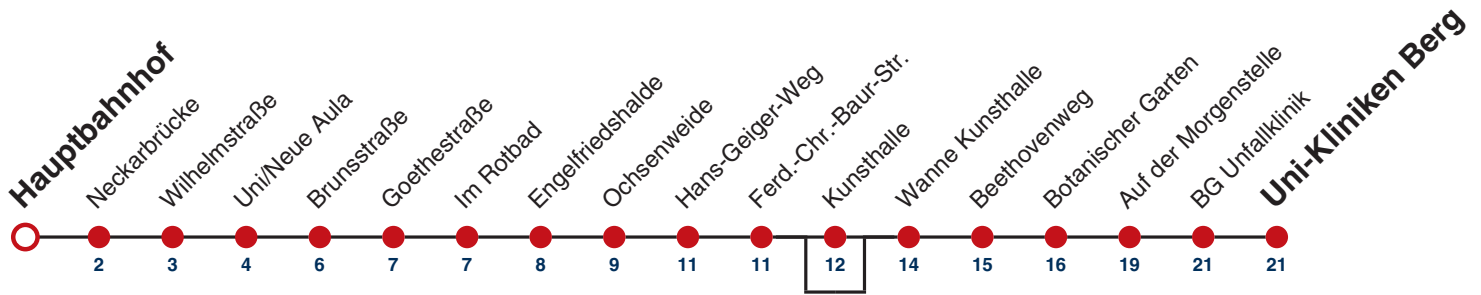 Hauptbahnhof
Neckarbrücke
Wilhelmstraße
Uni/Neue Aula
Brunsstraße
Goethestraße
Im Rotbad
Engelfriedshalde
Ochsenweide
Hans-Geiger-Weg
Ferd.-Chr.-Baur-Str.
Kunsthalle
Wanne Kunsthalle
Beethovenweg
Botanischer Garten
Auf der Morgenstelle
BG Unfallklinik
Uni-Kliniken Berg
2 3 4 6 7 7 8 9 11 11 12 14 15 16 19 21 21